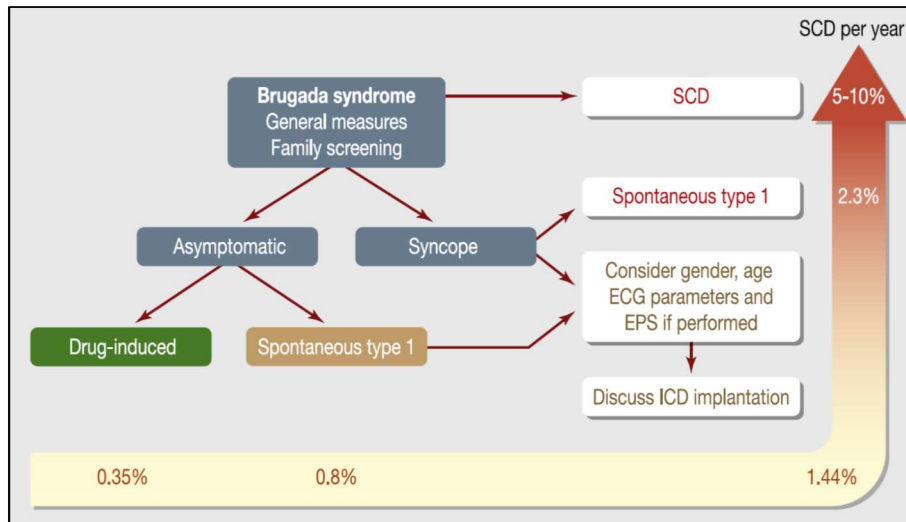 SCD per year
Brugada syndrome
General measures
Family screening
SCD
5-10%
Spontaneous type 1
2.3%
Asymptomatic
Syncope
Consider gender, age
ECG parameters and
EPS if performed
Drug-induced
Spontaneous type 1
Discuss ICD implantation
0.35%
0.8%
1.44%